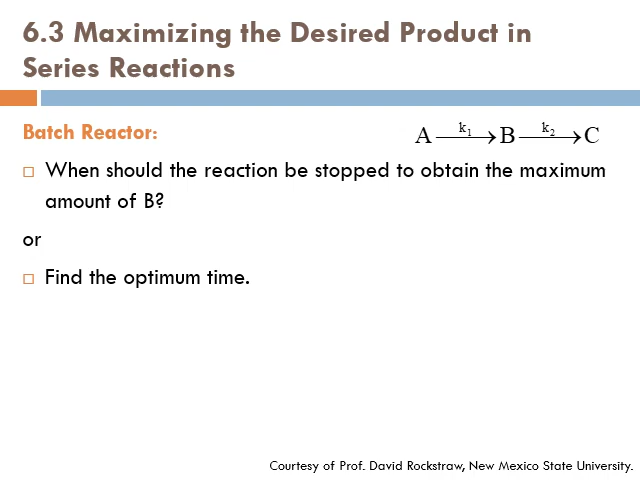 6.3 Maximizing the Desired Product in
Series Reactions
Batch Reactor:
A k₁ → B k₂ → C
When should the reaction be stopped to obtain the maximum
amount of B?
or
Find the optimum time.
Courtesy of Prof. David Rockstraw, New Mexico State University.